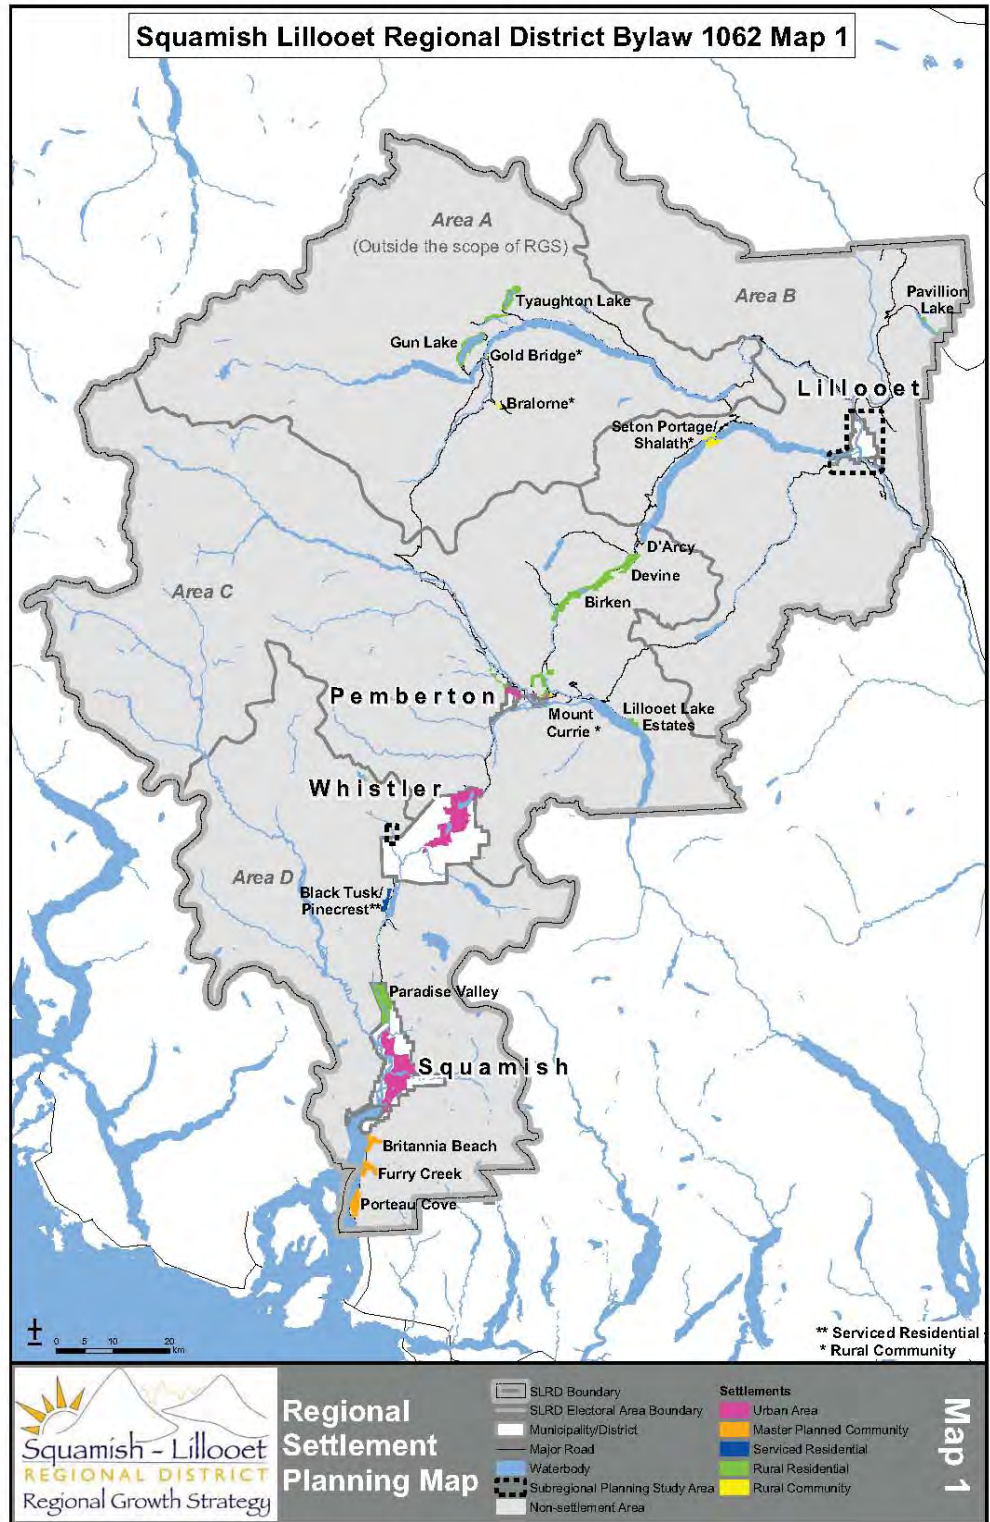 Squamish Lillooet Regional District Bylaw 1062 Map 1
Area A
(Outside the scope of RGS)
Tyaughton Lake
Area B
Pavillion
Lake
Gun Lake
Gold Bridge*
Bralorne*
Lillooet
Seton Portage/
Shalath*
D'Arcy
Devine
Birken
Area C
Pemberton
Mount
Currie *
Lillooet Lake
Estates
Whistler
Area D
Black Tusk/
Pinecrest**
Paradise Valley
Squamish
Britannia Beach
Furry Creek
Porteau Cove
0 5 10 20
km
** Serviced Residential
* Rural Community
Squamish - Lillooet
REGIONAL DISTRICT
Regional Growth Strategy
Regional
Settlement
Planning Map
SLRD Boundary
SLRD Electoral Area Boundary
Municipality/District
Major Road
Waterbody
Subregional Planning Study Area
Non-settlement Area
Settlements
Urban Area
Master Planned Community
Serviced Residential
Rural Residential
Rural Community
Map 1